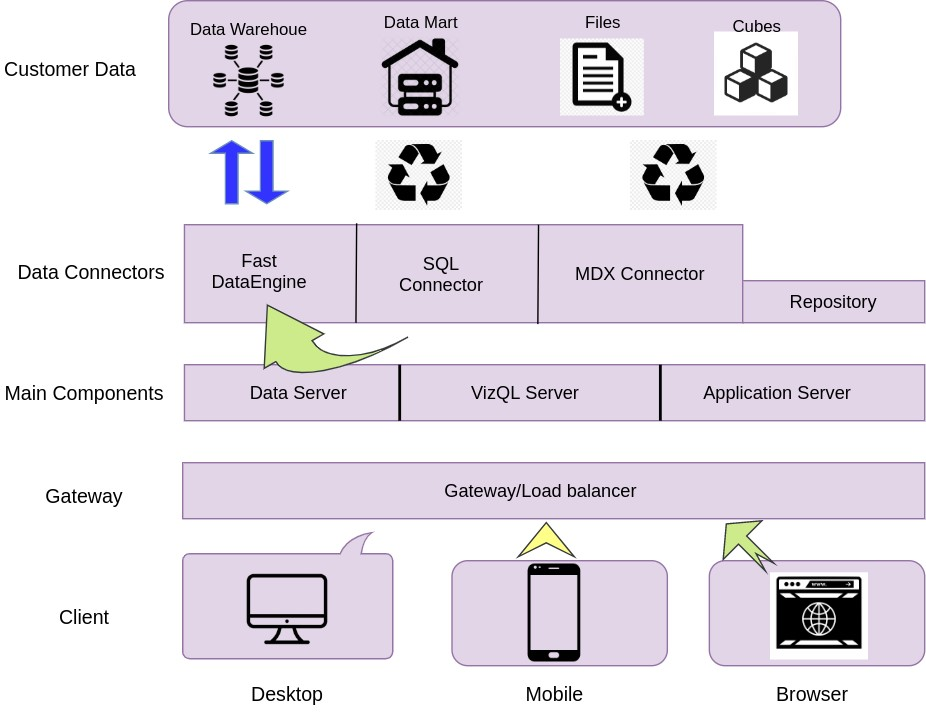 Customer Data
Data Warehoue
Data Mart
Files
Cubes
Data Connectors
Fast
DataEngine
SQL
Connector
MDX Connector
Repository
Main Components
Data Server
VizQL Server
Application Server
Gateway
Gateway/Load balancer
Client
www.
Desktop
Mobile
Browser